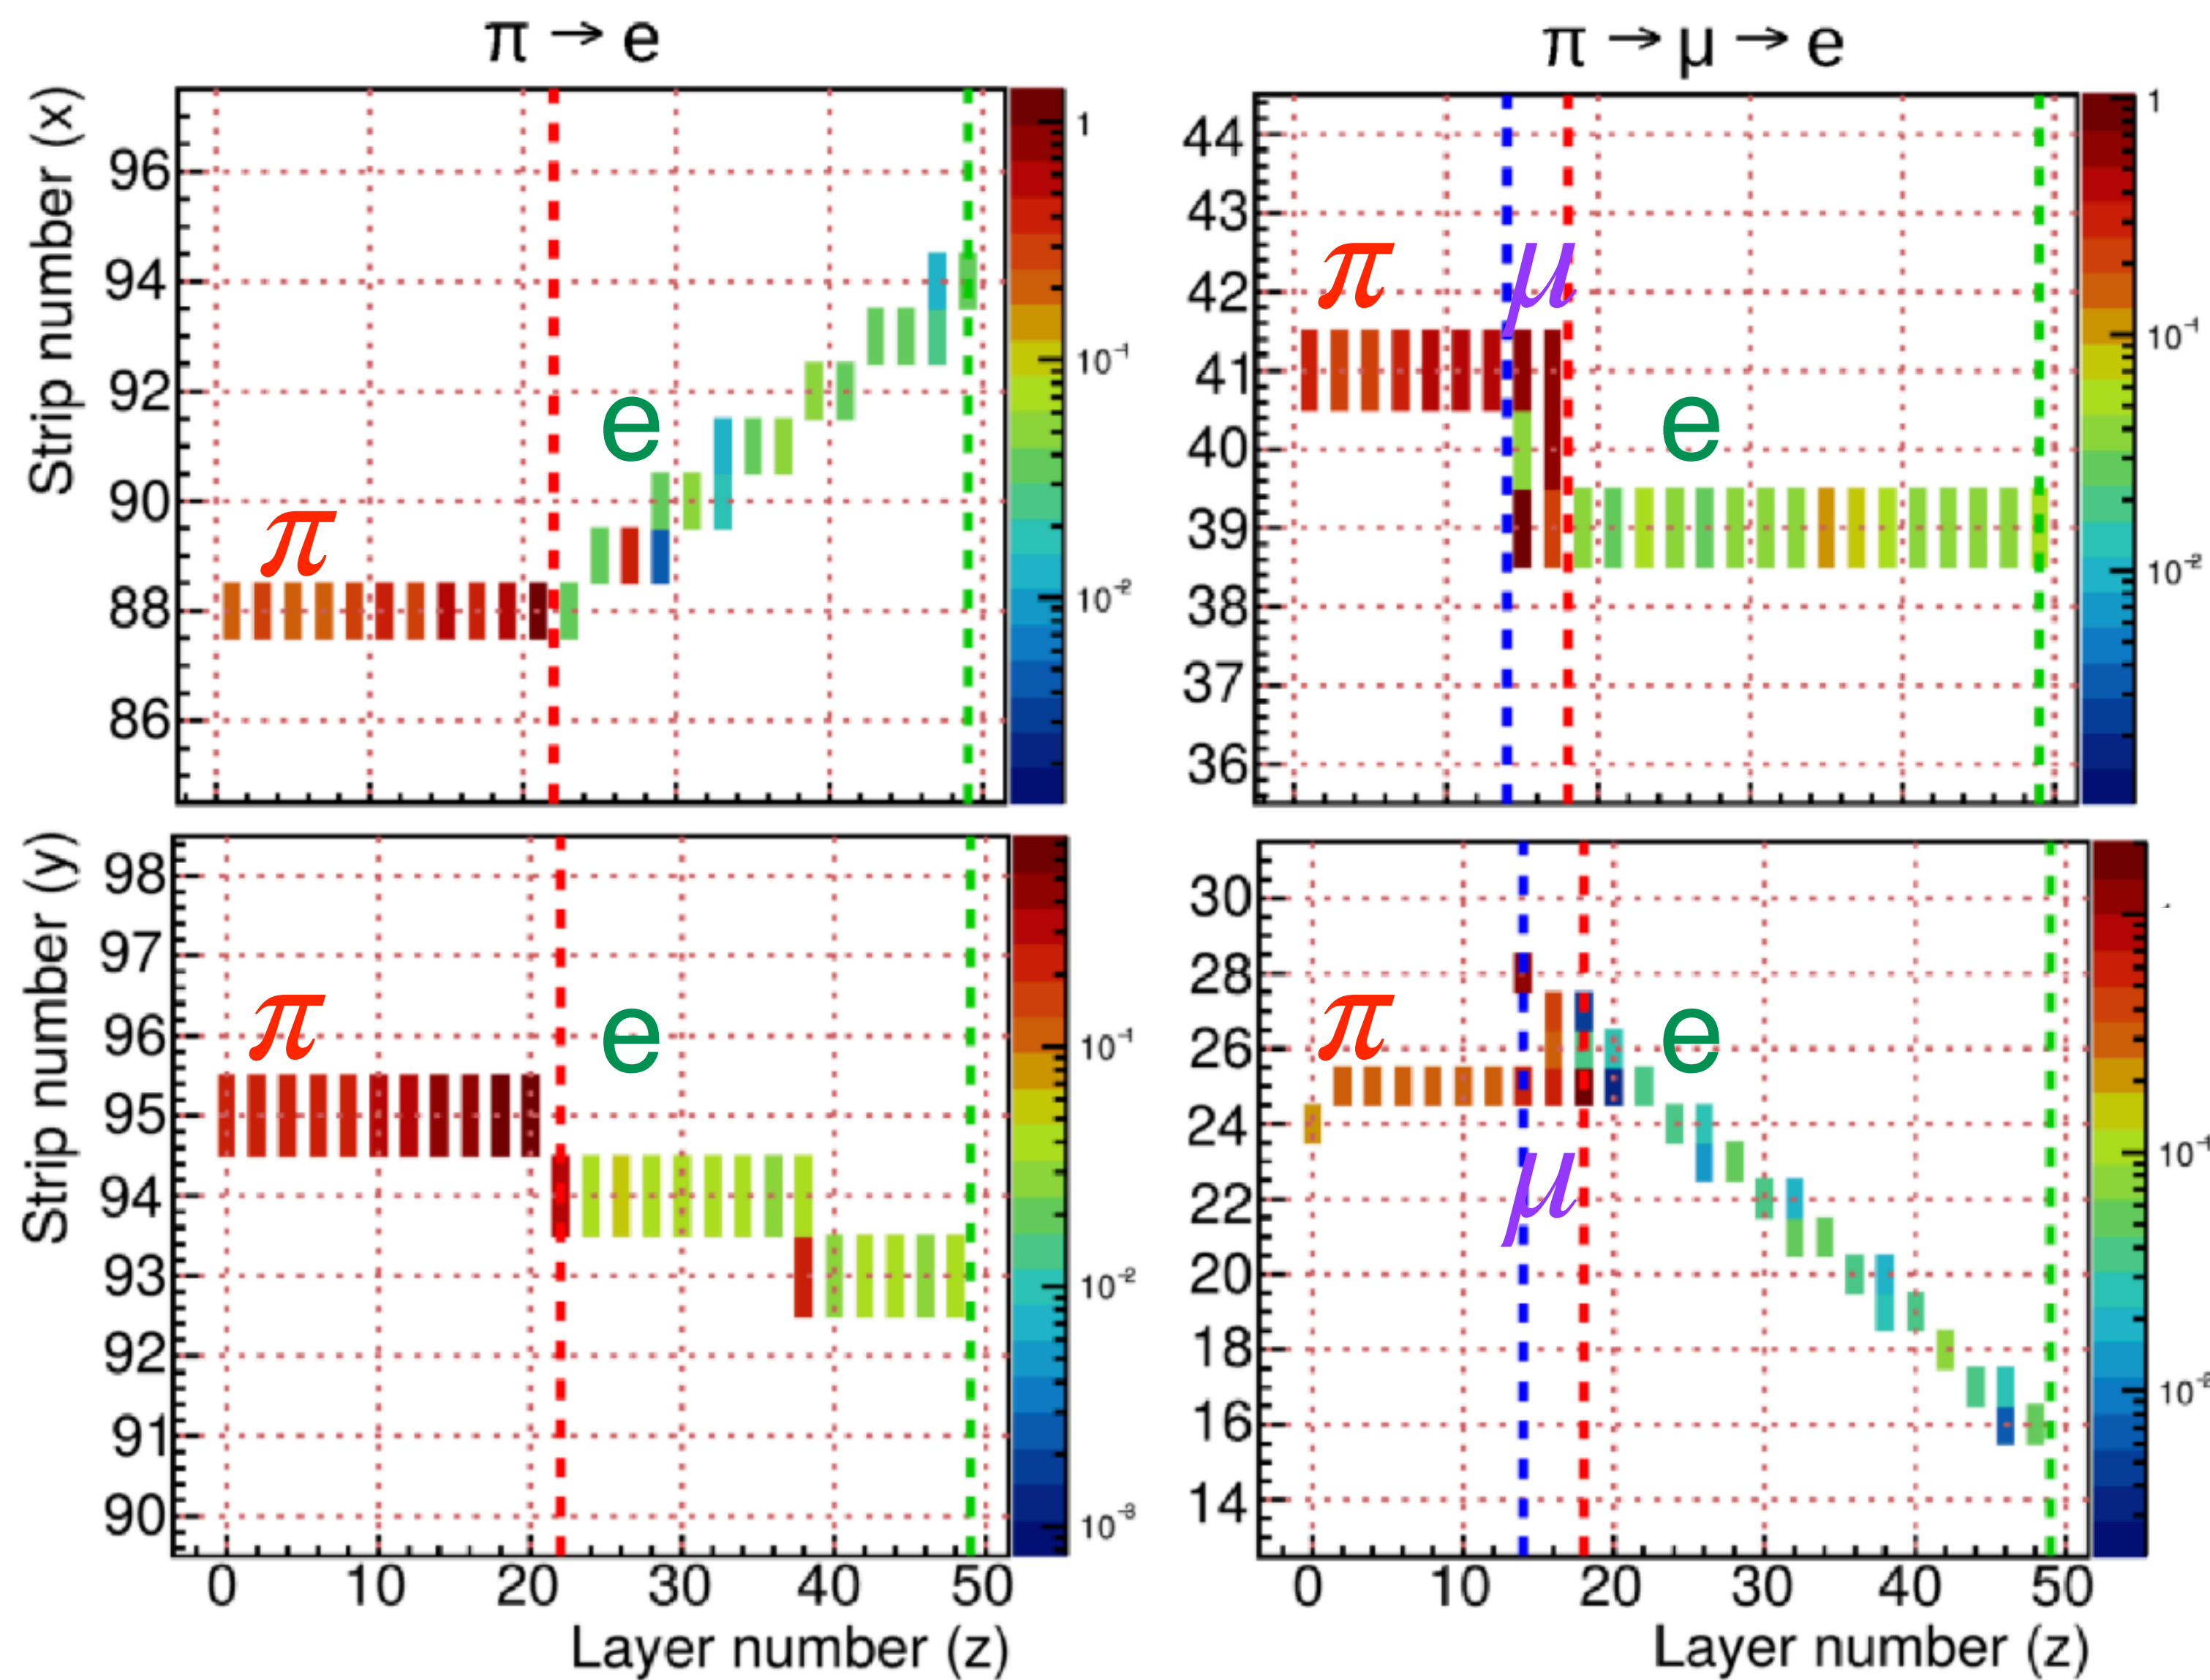 π → e
π → μ → e
Strip number (x)
96
94
92
90
88
86
π
e
1
10⁻¹
10⁻²
44
43
42
41
40
39
38
37
36
π
μ
e
1
10⁻¹
10⁻²
Strip number (y)
98
97
96
95
94
93
92
91
90
π
e
10⁻¹
10⁻²
10⁻³
0 10 20 30 40 50
Layer number (z)
30
28
26
24
22
20
18
16
14
π
e
μ
10⁻¹
10⁻²
0 10 20 30 40 50
Layer number (z)